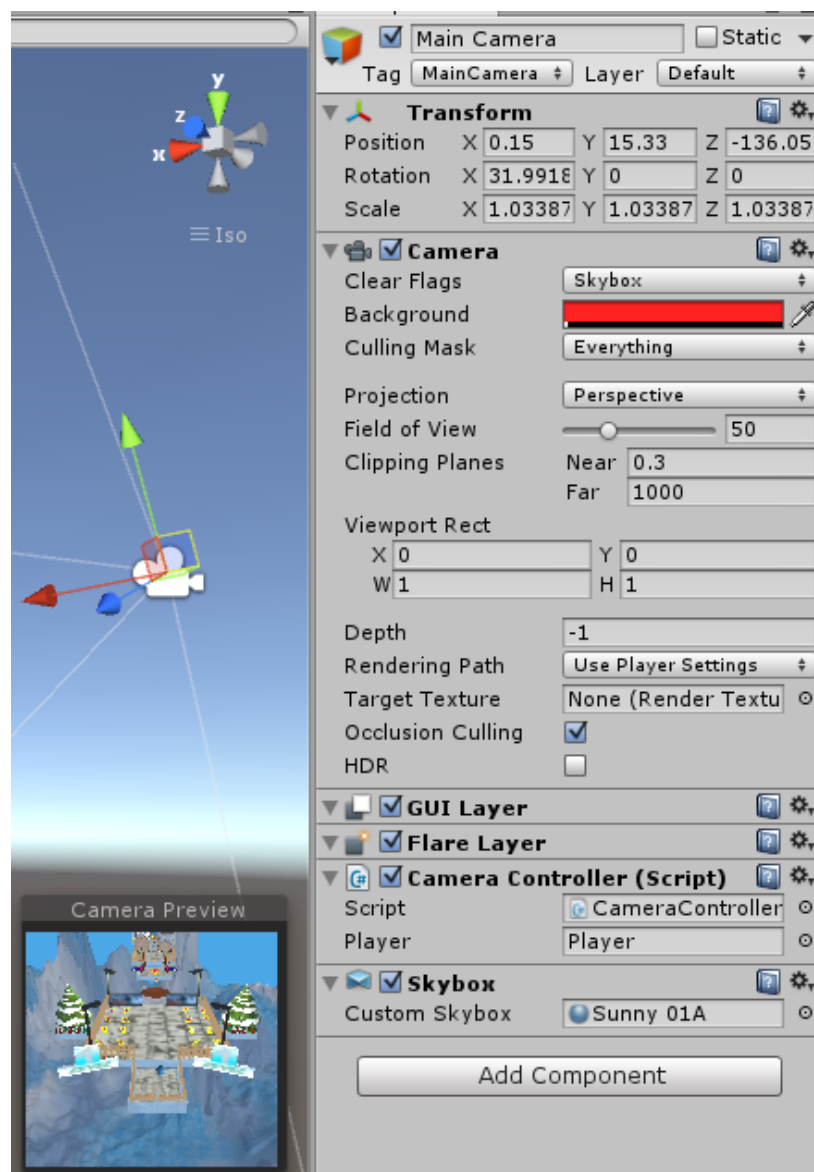 Main Camera Static
Tag MainCamera Layer Default
Transform
Position X 0.15 Y 15.33 Z -136.05
Rotation X 31.9918 Y 0 Z 0
Scale X 1.03387 Y 1.03387 Z 1.03387
Camera
Clear Flags Skybox
Background
Culling Mask Everything
Projection Perspective
Field of View 50
Clipping Planes Near 0.3
Far 1000
Viewport Rect
X 0 Y 0
W 1 H 1
Depth -1
Rendering Path Use Player Settings
Target Texture None (Render Textu
Occlusion Culling
HDR
GUI Layer
Flare Layer
Camera Controller (Script)
Script CameraController
Player Player
Skybox
Custom Skybox Sunny 01A
Add Component
y
z
x
Iso
Camera Preview